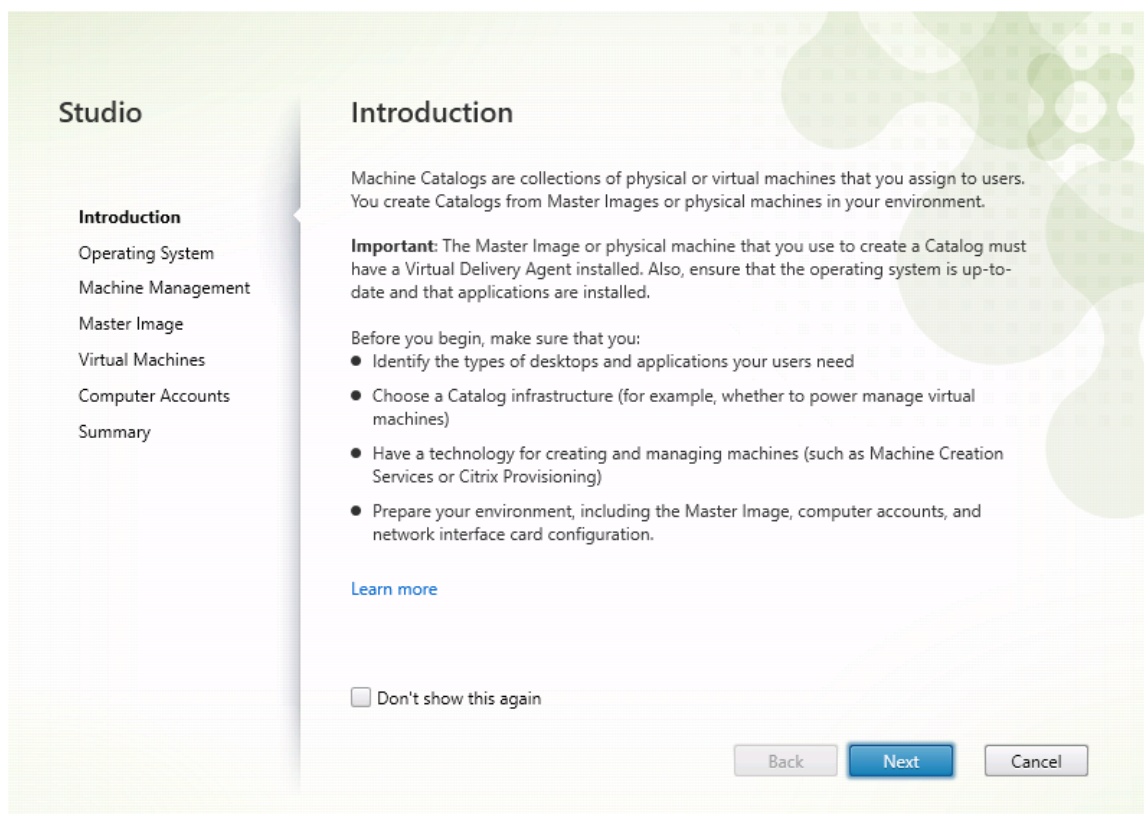 Studio
Introduction
Operating System
Machine Management
Master Image
Virtual Machines
Computer Accounts
Summary
Introduction
Machine Catalogs are collections of physical or virtual machines that you assign to users.
You create Catalogs from Master Images or physical machines in your environment.
Important: The Master Image or physical machine that you use to create a Catalog must
have a Virtual Delivery Agent installed. Also, ensure that the operating system is up-to-
date and that applications are installed.
Before you begin, make sure that you:
● Identify the types of desktops and applications your users need
● Choose a Catalog infrastructure (for example, whether to power manage virtual
machines)
● Have a technology for creating and managing machines (such as Machine Creation
Services or Citrix Provisioning)
● Prepare your environment, including the Master Image, computer accounts, and
network interface card configuration.
Learn more
Don't show this again
Back Next Cancel